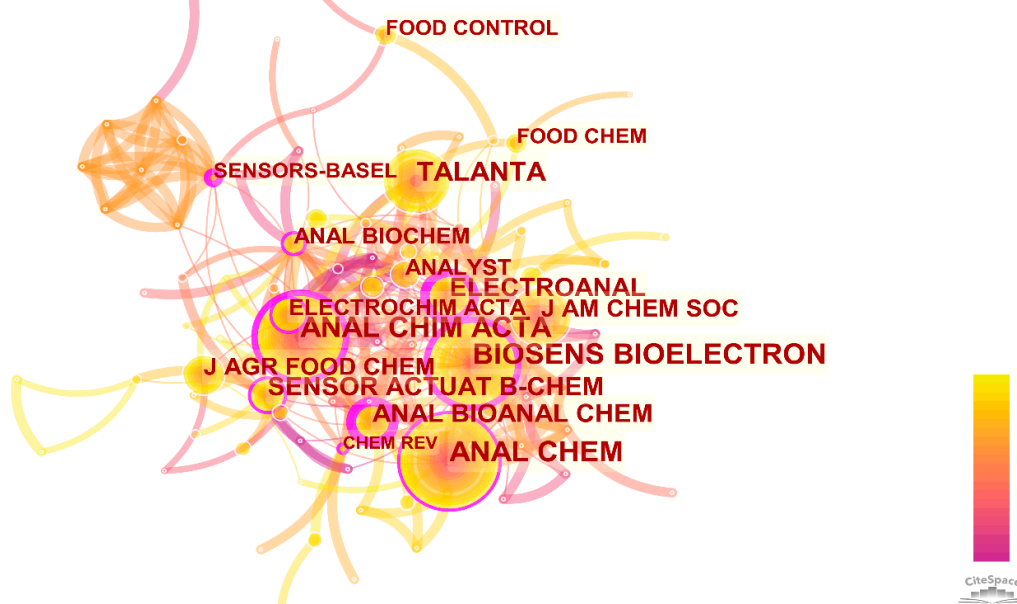 FOOD CONTROL
FOOD CHEM
SENSORS-BASEL
TALANTA
ANAL BIOCHEM
ANALYST
ELECTROANAL
ELECTROCHIM ACTA
J AM CHEM SOC
ANAL CHIM ACTA
BIOSENS BIOELECTRON
J AGR FOOD CHEM
SENSOR ACTUAT B-CHEM
ANAL BIOANAL CHEM
CHEM REV
ANAL CHEM
CiteSpac